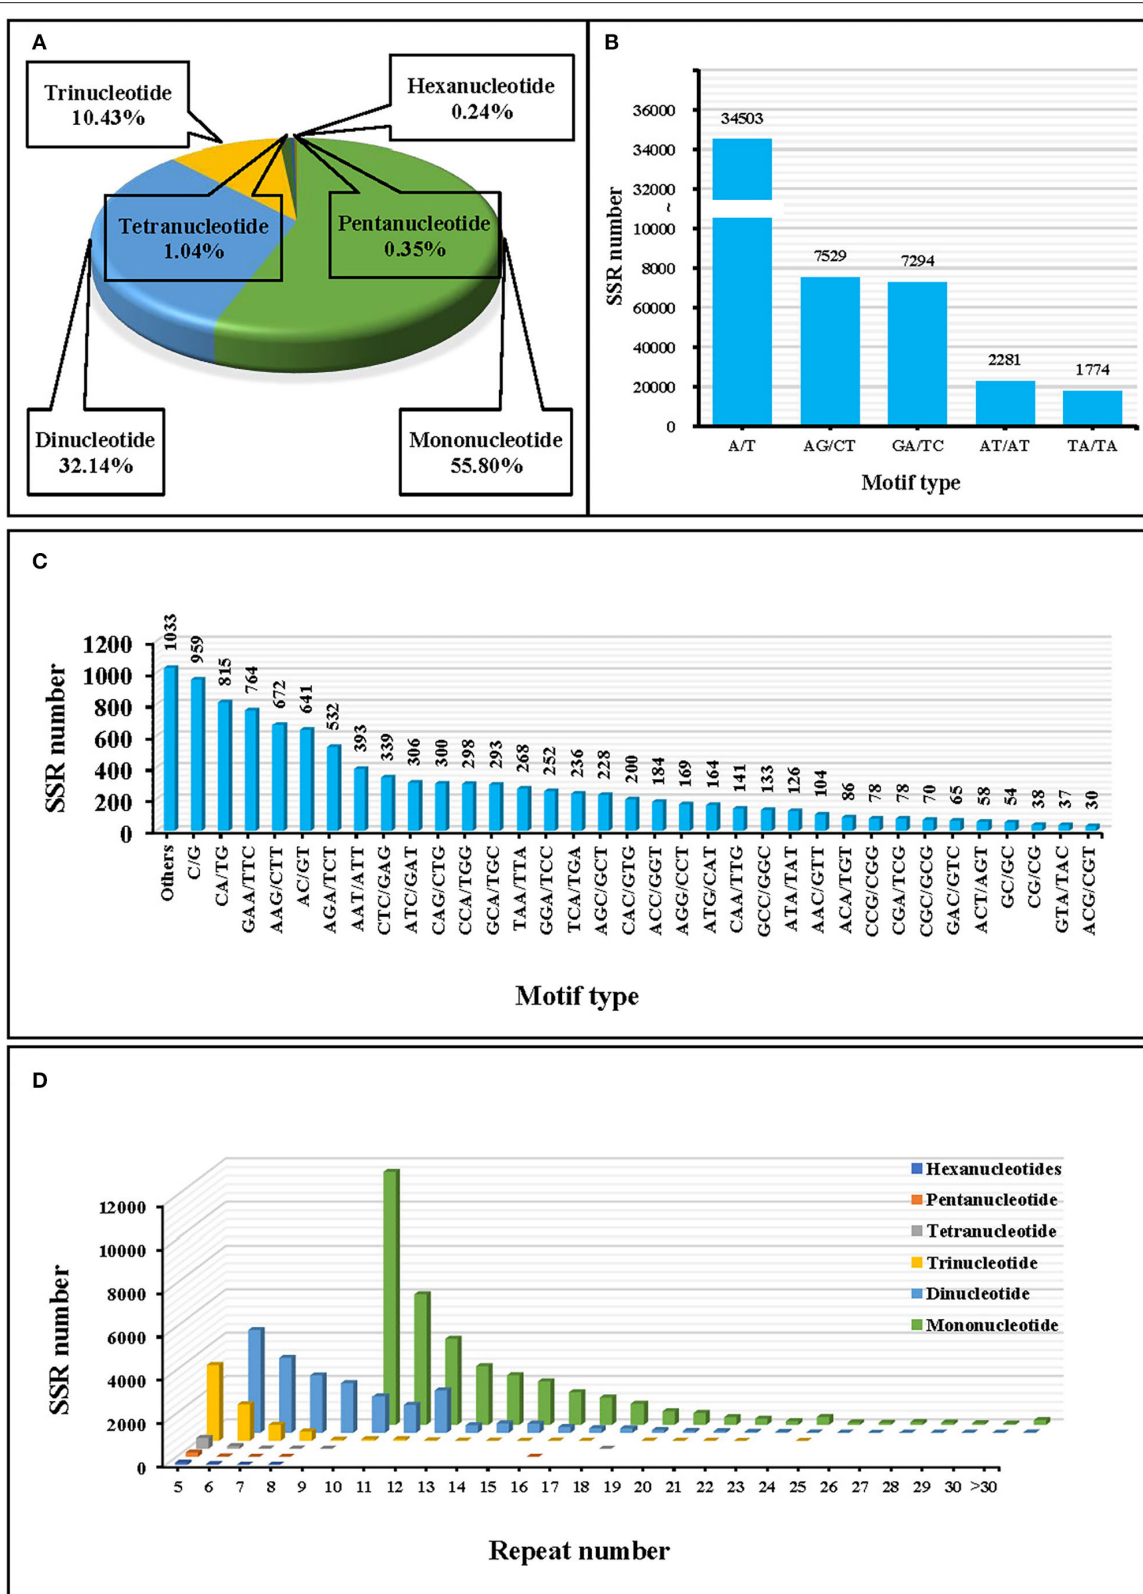 A
Trinucleotide
10.43%
Hexanucleotide
0.24%
Tetranucleotide
1.04%
Pentanucleotide
0.35%
Dinucleotide
32.14%
Mononucleotide
55.80%
B
SSR number
36000
34000
32000
~
10000
8000
60000
40000
20000
0
34503
7529
7294
2281
1774
A/T
AG/CT
GA/TC
AT/AT
TA/TA
Motif type
C
SSR number
1200
1000
800
600
400
200
0
1033
959
815
764
672
641
532
393
339
306
300
298
293
268
252
236
228
200
184
169
164
141
133
126
104
86
78
78
70
65
58
54
38
37
30
Others
C/G
CA/TG
GAA/TTC
AAG/CTT
AC/GT
AGA/TCT
AAT/ATT
CTC/GAG
ATC/GAT
CAG/CTG
CCA/TGG
GCA/TGC
TAA/TTA
GGA/TCC
TCA/TGA
AGC/GCT
CAC/GTG
ACC/GGT
AGG/CCT
ATG/CAT
CAA/TTG
GCC/GGC
ATA/TAT
AAC/GTT
ACA/TGT
CCG/CGG
CGA/TCG
CGC/GCG
GAC/GTC
ACT/AGT
GC/GC
CG/CG
GTA/TAC
ACG/CGT
Motif type
D
SSR number
12000
10000
8000
6000
4000
2000
0
Hexanucleotides
Pentanucleotide
Tetranucleotide
Trinucleotide
Dinucleotide
Mononucleotide
5 6 7 8 9 10 11 12 13 14 15 16 17 18 19 20 21 22 23 24 25 26 27 28 29 30 >30
Repeat number